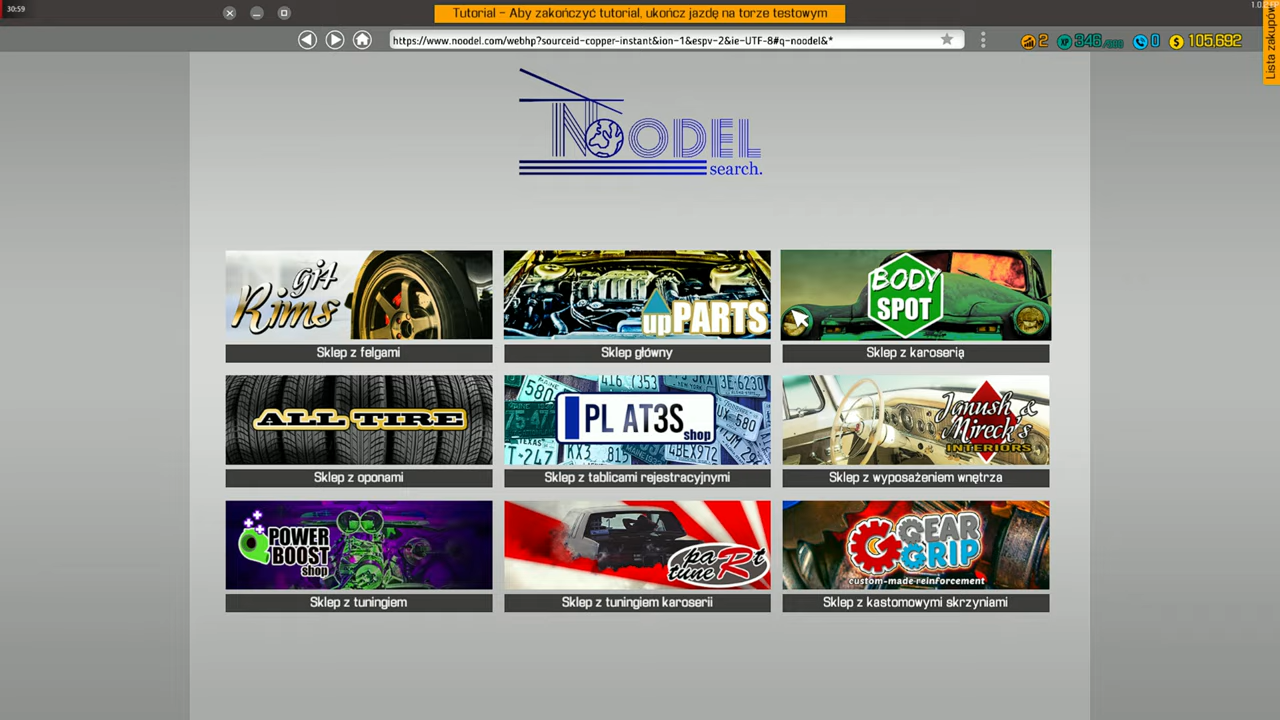 30:59
Tutorial - Aby zakończyć tutorial, ukończ jazdę na torze testowym
https://www.noodel.com/webhp?sourceid-copper-instant&ion-1&espv-2&ie-UTF-8#q-noodel&*
2
346
0
105,692
Lista zakupów
NOODEL
search.
gj4
Rims
upPARTS
BODY
SPOT
Sklep z felgami
Sklep główny
Sklep z karoserią
ALL TIRE
PL AT3S
shop
Janush &
Mireck's
INTERIORS
Sklep z oponami
Sklep z tablicami rejestracyjnymi
Sklep z wyposażeniem wnętrza
POWER
BOOST
shop
paRt
tuneR
GEAR
GRIP
custom-made reinforcement
Sklep z tuningiem
Sklep z tuningiem karoserii
Sklep z kastomowymi skrzyniami